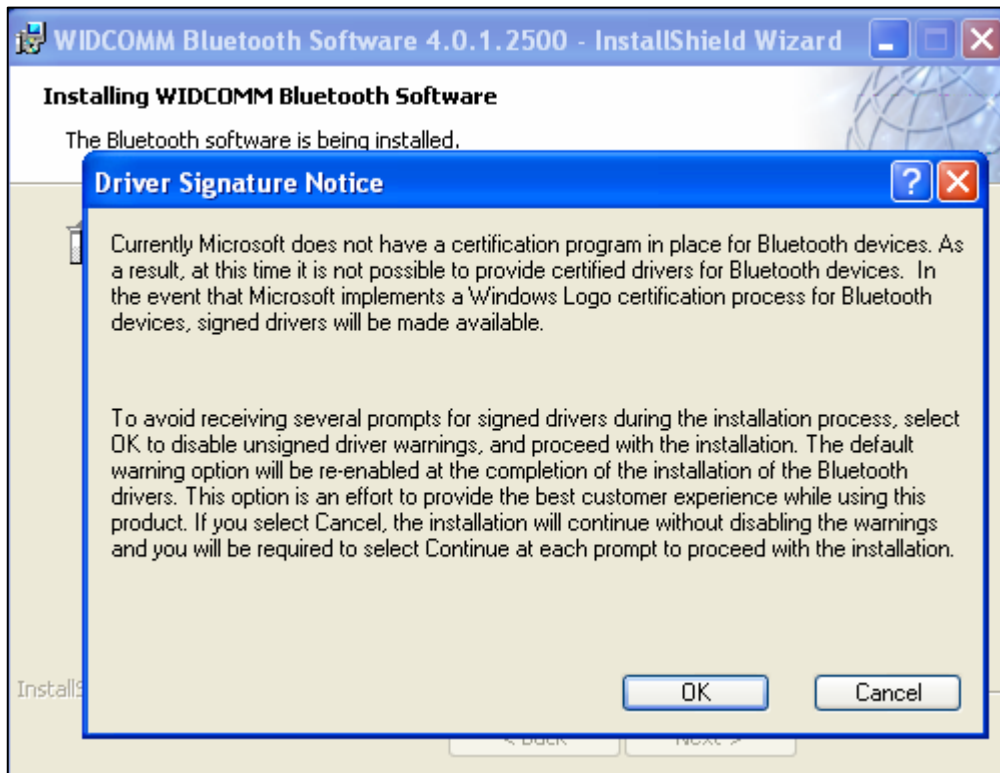 WIDCOMM Bluetooth Software 4.0.1.2500 - InstallShield Wizard
Installing WIDCOMM Bluetooth Software
The Bluetooth software is being installed.
Driver Signature Notice
Currently Microsoft does not have a certification program in place for Bluetooth devices. As
a result, at this time it is not possible to provide certified drivers for Bluetooth devices.  In
the event that Microsoft implements a Windows Logo certification process for Bluetooth
devices, signed drivers will be made available.
To avoid receiving several prompts for signed drivers during the installation process, select
OK to disable unsigned driver warnings, and proceed with the installation. The default
warning option will be re-enabled at the completion of the installation of the Bluetooth
drivers. This option is an effort to provide the best customer experience while using this
product. If you select Cancel, the installation will continue without disabling the warnings
and you will be required to select Continue at each prompt to proceed with the installation.
OK
Cancel
InstallS
< Back
Next >